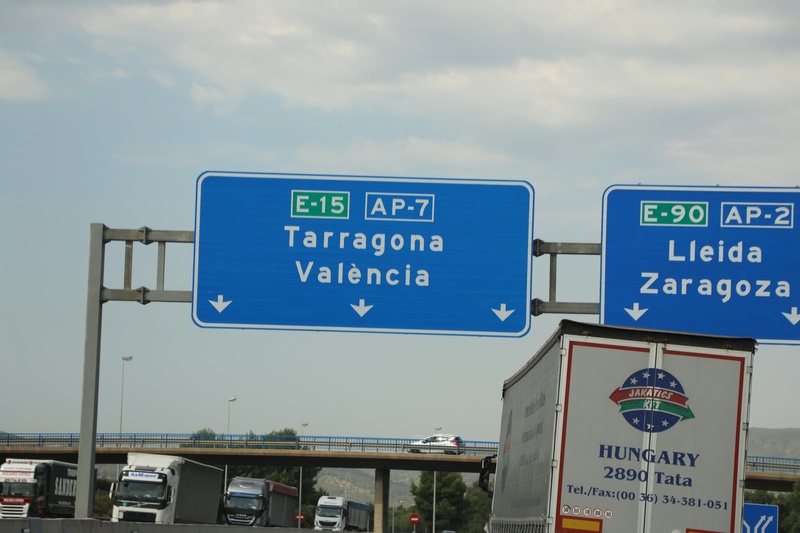 E-15 AP-7
Tarragona
València
E-90 AP-2
Lleida
Zaragoza
JAKATICS
KFT
HUNGARY
2890 Tata
Tel./Fax:(00 36) 34-381-051